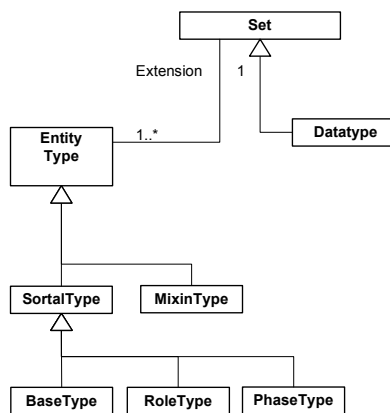 Set
Extension 1
Entity
Type
1..*
Datatype
SortalType MixinType
BaseType RoleType PhaseType